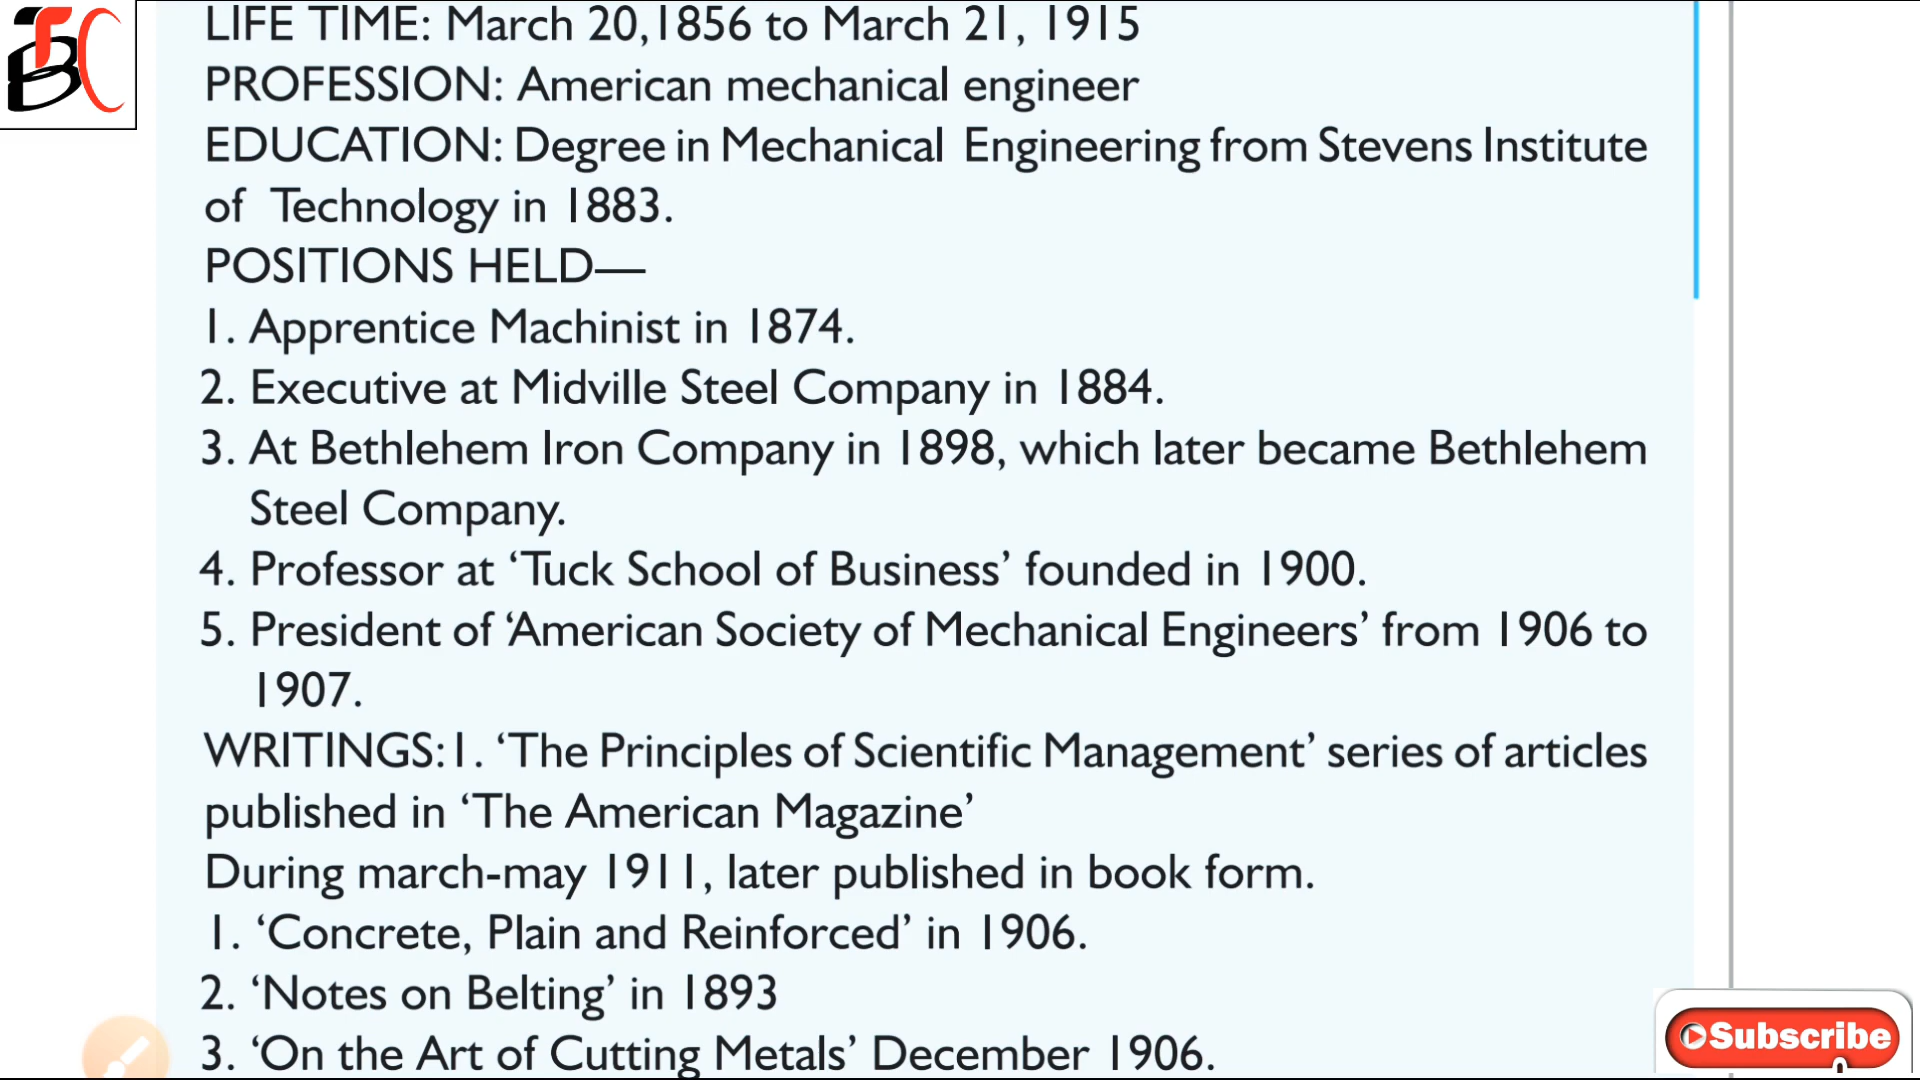 LIFE TIME: March 20,1856 to March 21, 1915
PROFESSION: American mechanical engineer
EDUCATION: Degree in Mechanical Engineering from Stevens Institute
of Technology in 1883.
POSITIONS HELD—
1. Apprentice Machinist in 1874.
2. Executive at Midville Steel Company in 1884.
3. At Bethlehem Iron Company in 1898, which later became Bethlehem
Steel Company.
4. Professor at ‘Tuck School of Business’ founded in 1900.
5. President of ‘American Society of Mechanical Engineers’ from 1906 to
1907.
WRITINGS:1. ‘The Principles of Scientific Management’ series of articles
published in ‘The American Magazine’
During march-may 1911, later published in book form.
1. ‘Concrete, Plain and Reinforced’ in 1906.
2. ‘Notes on Belting’ in 1893
3. ‘On the Art of Cutting Metals’ December 1906.
Subscribe